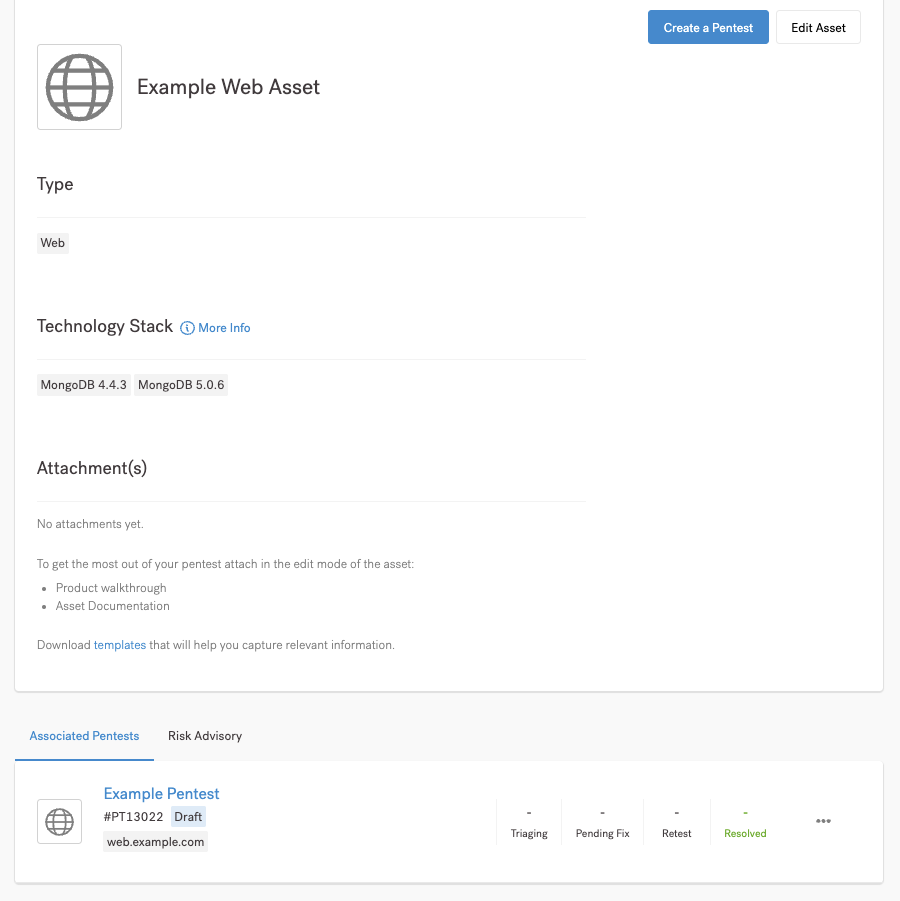 Create a Pentest
Edit Asset
Example Web Asset
Type
Web
Technology Stack More Info
MongoDB 4.4.3 MongoDB 5.0.6
Attachment(s)
No attachments yet.
To get the most out of your pentest attach in the edit mode of the asset:
• Product walkthrough
• Asset Documentation
Download templates that will help you capture relevant information.
Associated Pentests
Risk Advisory
Example Pentest
#PT13022 Draft
web.example.com
- Triaging
- Pending Fix
- Retest
- Resolved